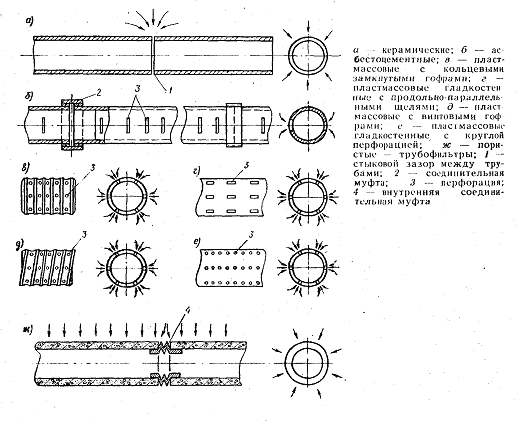 а)
1
б)
2
3
в)
3
г)
3
д)
3
е)
3
ж)
4
а — керамические; б — ас-
бестоцементные; в — пласт-
массовые с кольцевыми
замкнутыми гофрами; г —
пластмассовые гладкостен-
ные с продольно-параллель-
ными щелями; д — пласт-
массовые с винтовыми гоф-
рами; е — пластмассовые
гладкостенные с круглой
перфорацией; ж — пори-
стые — трубофильтры; 1 —
стыковой зазор между тру-
бами; 2 — соединительная
муфта; 3 — перфорация;
4 — внутренняя соедини-
тельная муфта